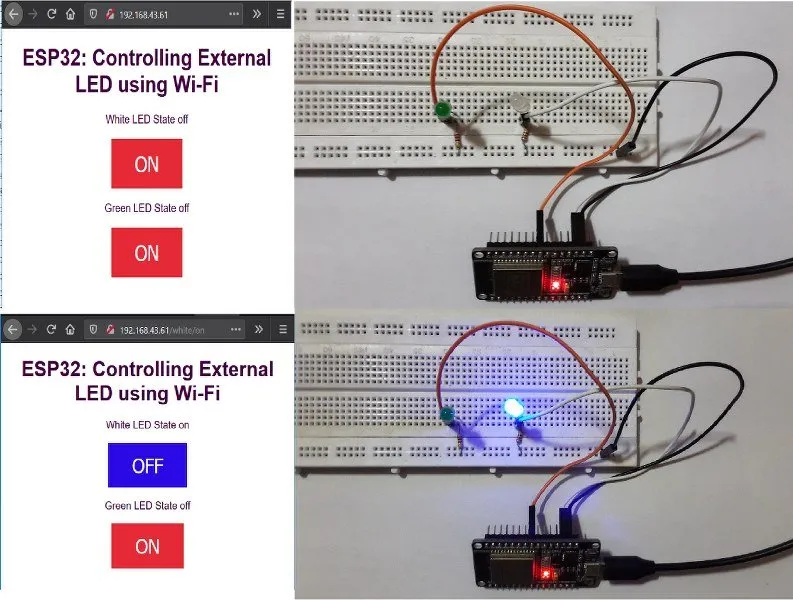 192.168.43.61
ESP32: Controlling External
LED using Wi-Fi
White LED State off
ON
Green LED State off
ON
192.168.43.61/white/on
ESP32: Controlling External
LED using Wi-Fi
White LED State on
OFF
Green LED State off
ON